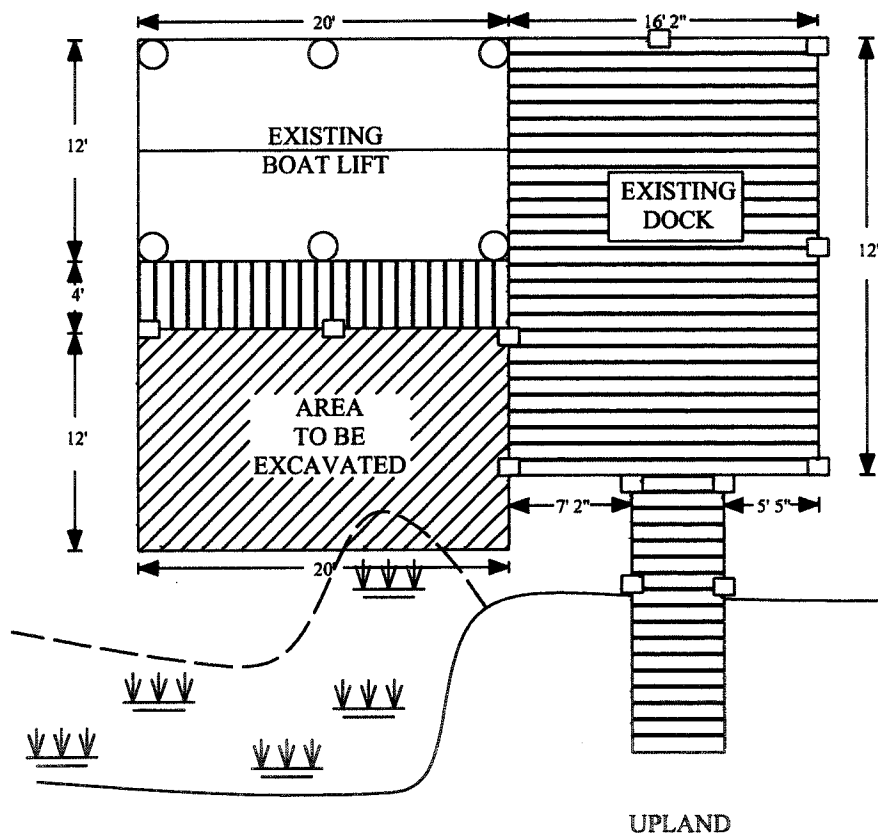 20'
16' 2"
12'
EXISTING
BOAT LIFT
EXISTING
DOCK
12'
4'
12'
AREA
TO BE
EXCAVATED
7' 2"
5' 5"
20'
UPLAND